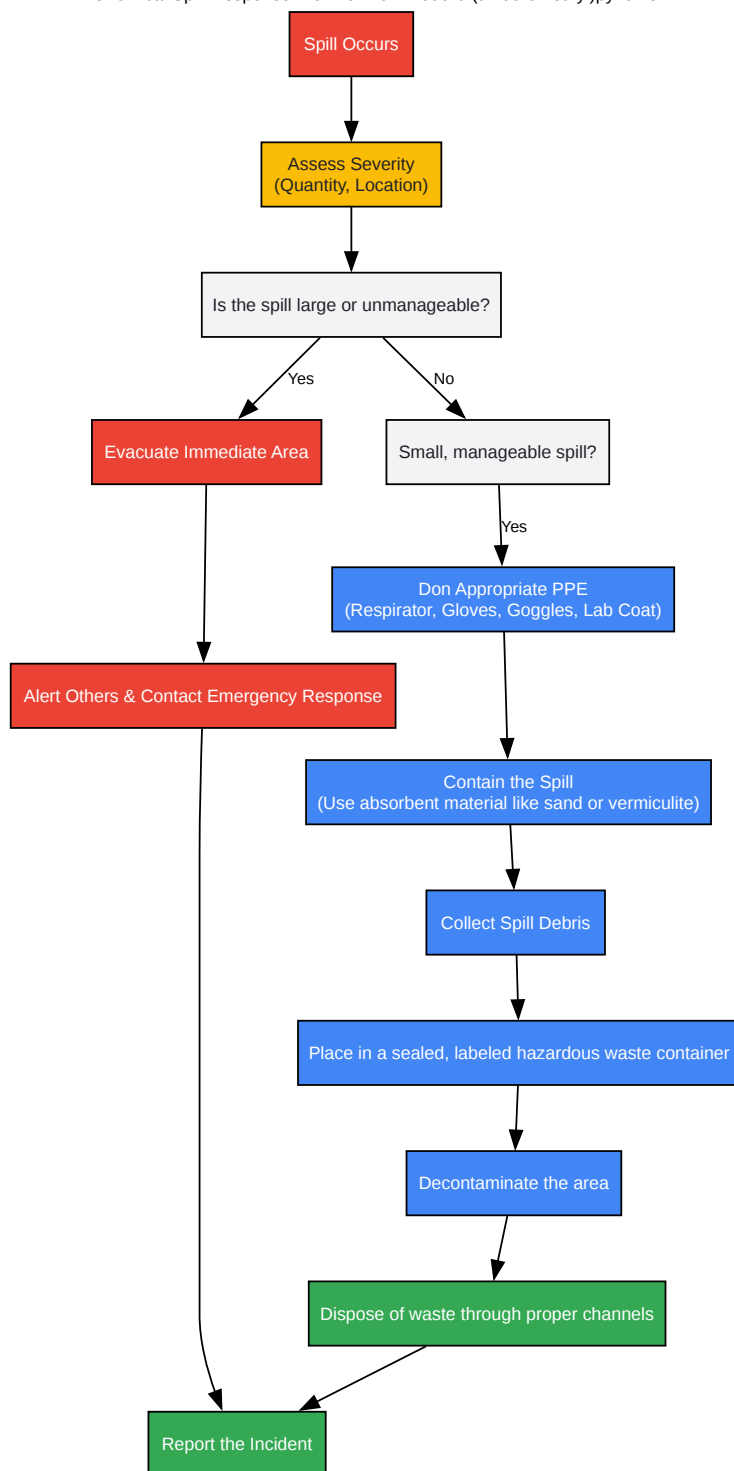 Spill Occurs
Assess Severity
(Quantity, Location)
Is the spill large or unmanageable?
Yes
No
Evacuate Immediate Area
Small, manageable spill?
Yes
Don Appropriate PPE
(Respirator, Gloves, Goggles, Lab Coat)
Alert Others & Contact Emergency Response
Contain the Spill
(Use absorbent material like sand or vermiculite)
Collect Spill Debris
Place in a sealed, labeled hazardous waste container
Decontaminate the area
Dispose of waste through proper channels
Report the Incident